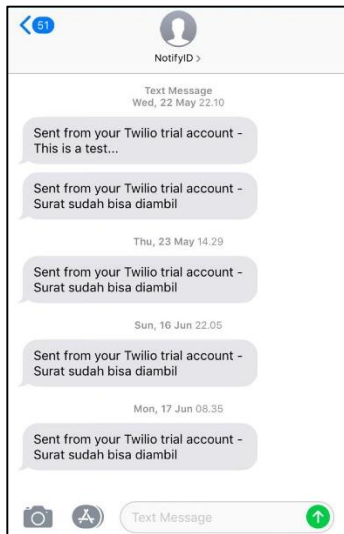 51
NotifyID >
Text Message
Wed, 22 May 22.10
Sent from your Twilio trial account -
This is a test...
Sent from your Twilio trial account -
Surat sudah bisa diambil
Thu, 23 May 14.29
Sent from your Twilio trial account -
Surat sudah bisa diambil
Sun, 16 Jun 22.05
Sent from your Twilio trial account -
Surat sudah bisa diambil
Mon, 17 Jun 08.35
Sent from your Twilio trial account -
Surat sudah bisa diambil
Text Message